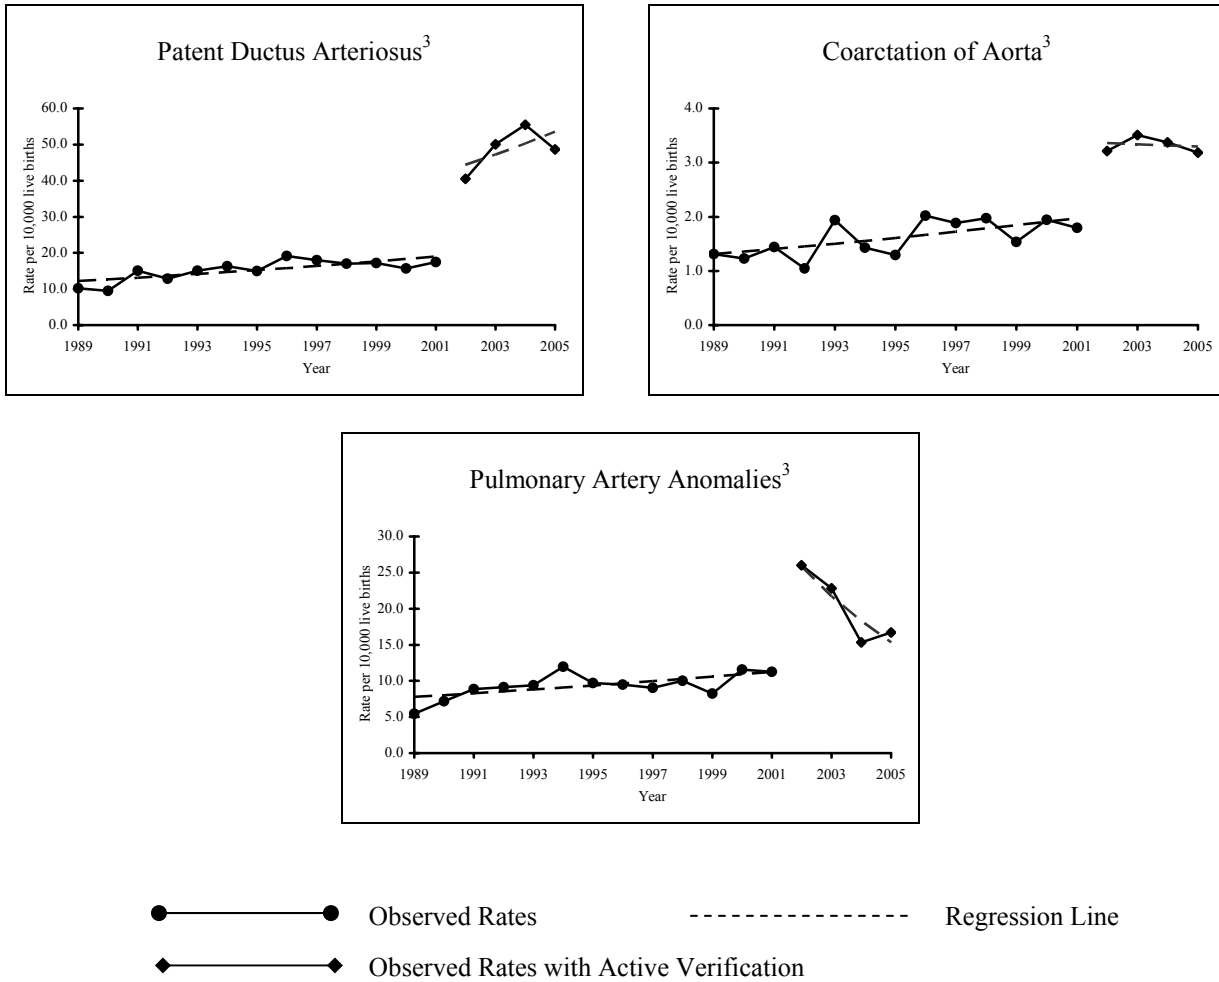 Patent Ductus Arteriosus3
Rate per 10,000 live births
60.0
50.0
40.0
30.0
20.0
10.0
0.0
1989 1991 1993 1995 1997 1999 2001 2003 2005
Year
Coarctation of Aorta3
Rate per 10,000 live births
4.0
3.0
2.0
1.0
0.0
1989 1991 1993 1995 1997 1999 2001 2003 2005
Year
Pulmonary Artery Anomalies3
Rate per 10,000 live births
30.0
25.0
20.0
15.0
10.0
5.0
0.0
1989 1991 1993 1995 1997 1999 2001 2003 2005
Year
Observed Rates Regression Line
Observed Rates with Active Verification